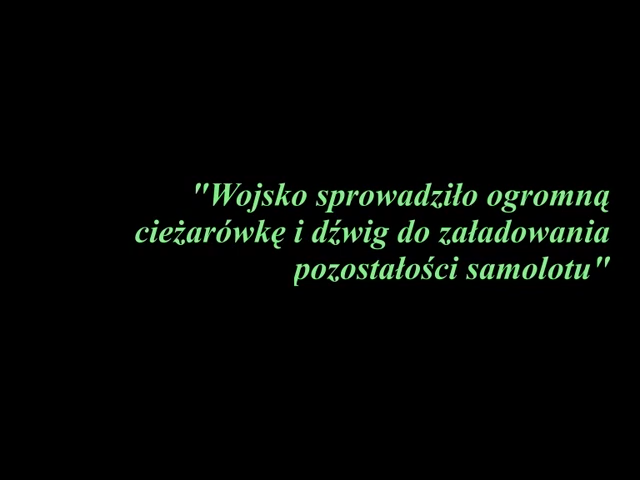 "Wojsko sprowadziło ogromną
cieżarówkę i dźwig do załadowania
pozostałości samolotu"